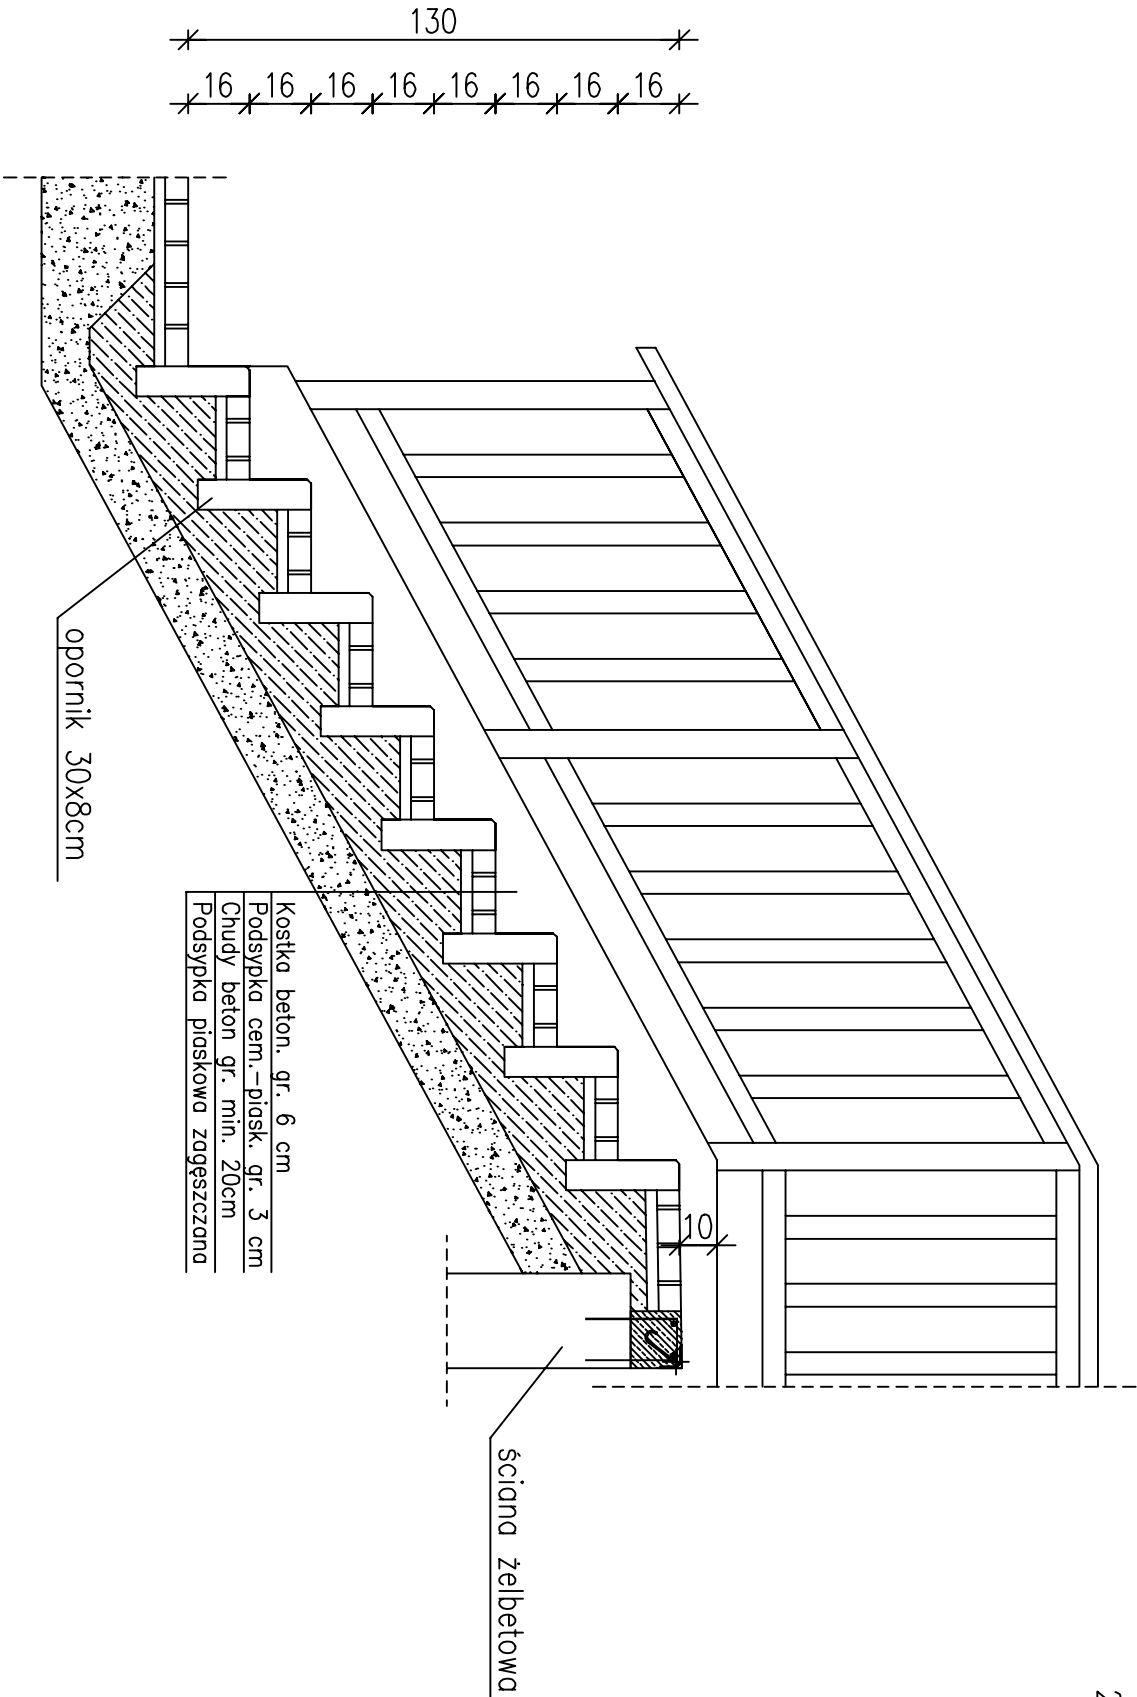 130
16 16 16 16 16 16 16 16
10
opornik 30x8cm
Kostka beton. gr. 6 cm
Podsypka cem.-piask. gr. 3 cm
Chudy beton gr. min. 20cm
Podsypka piaskowa zagęszczana
ściana żelbetowa